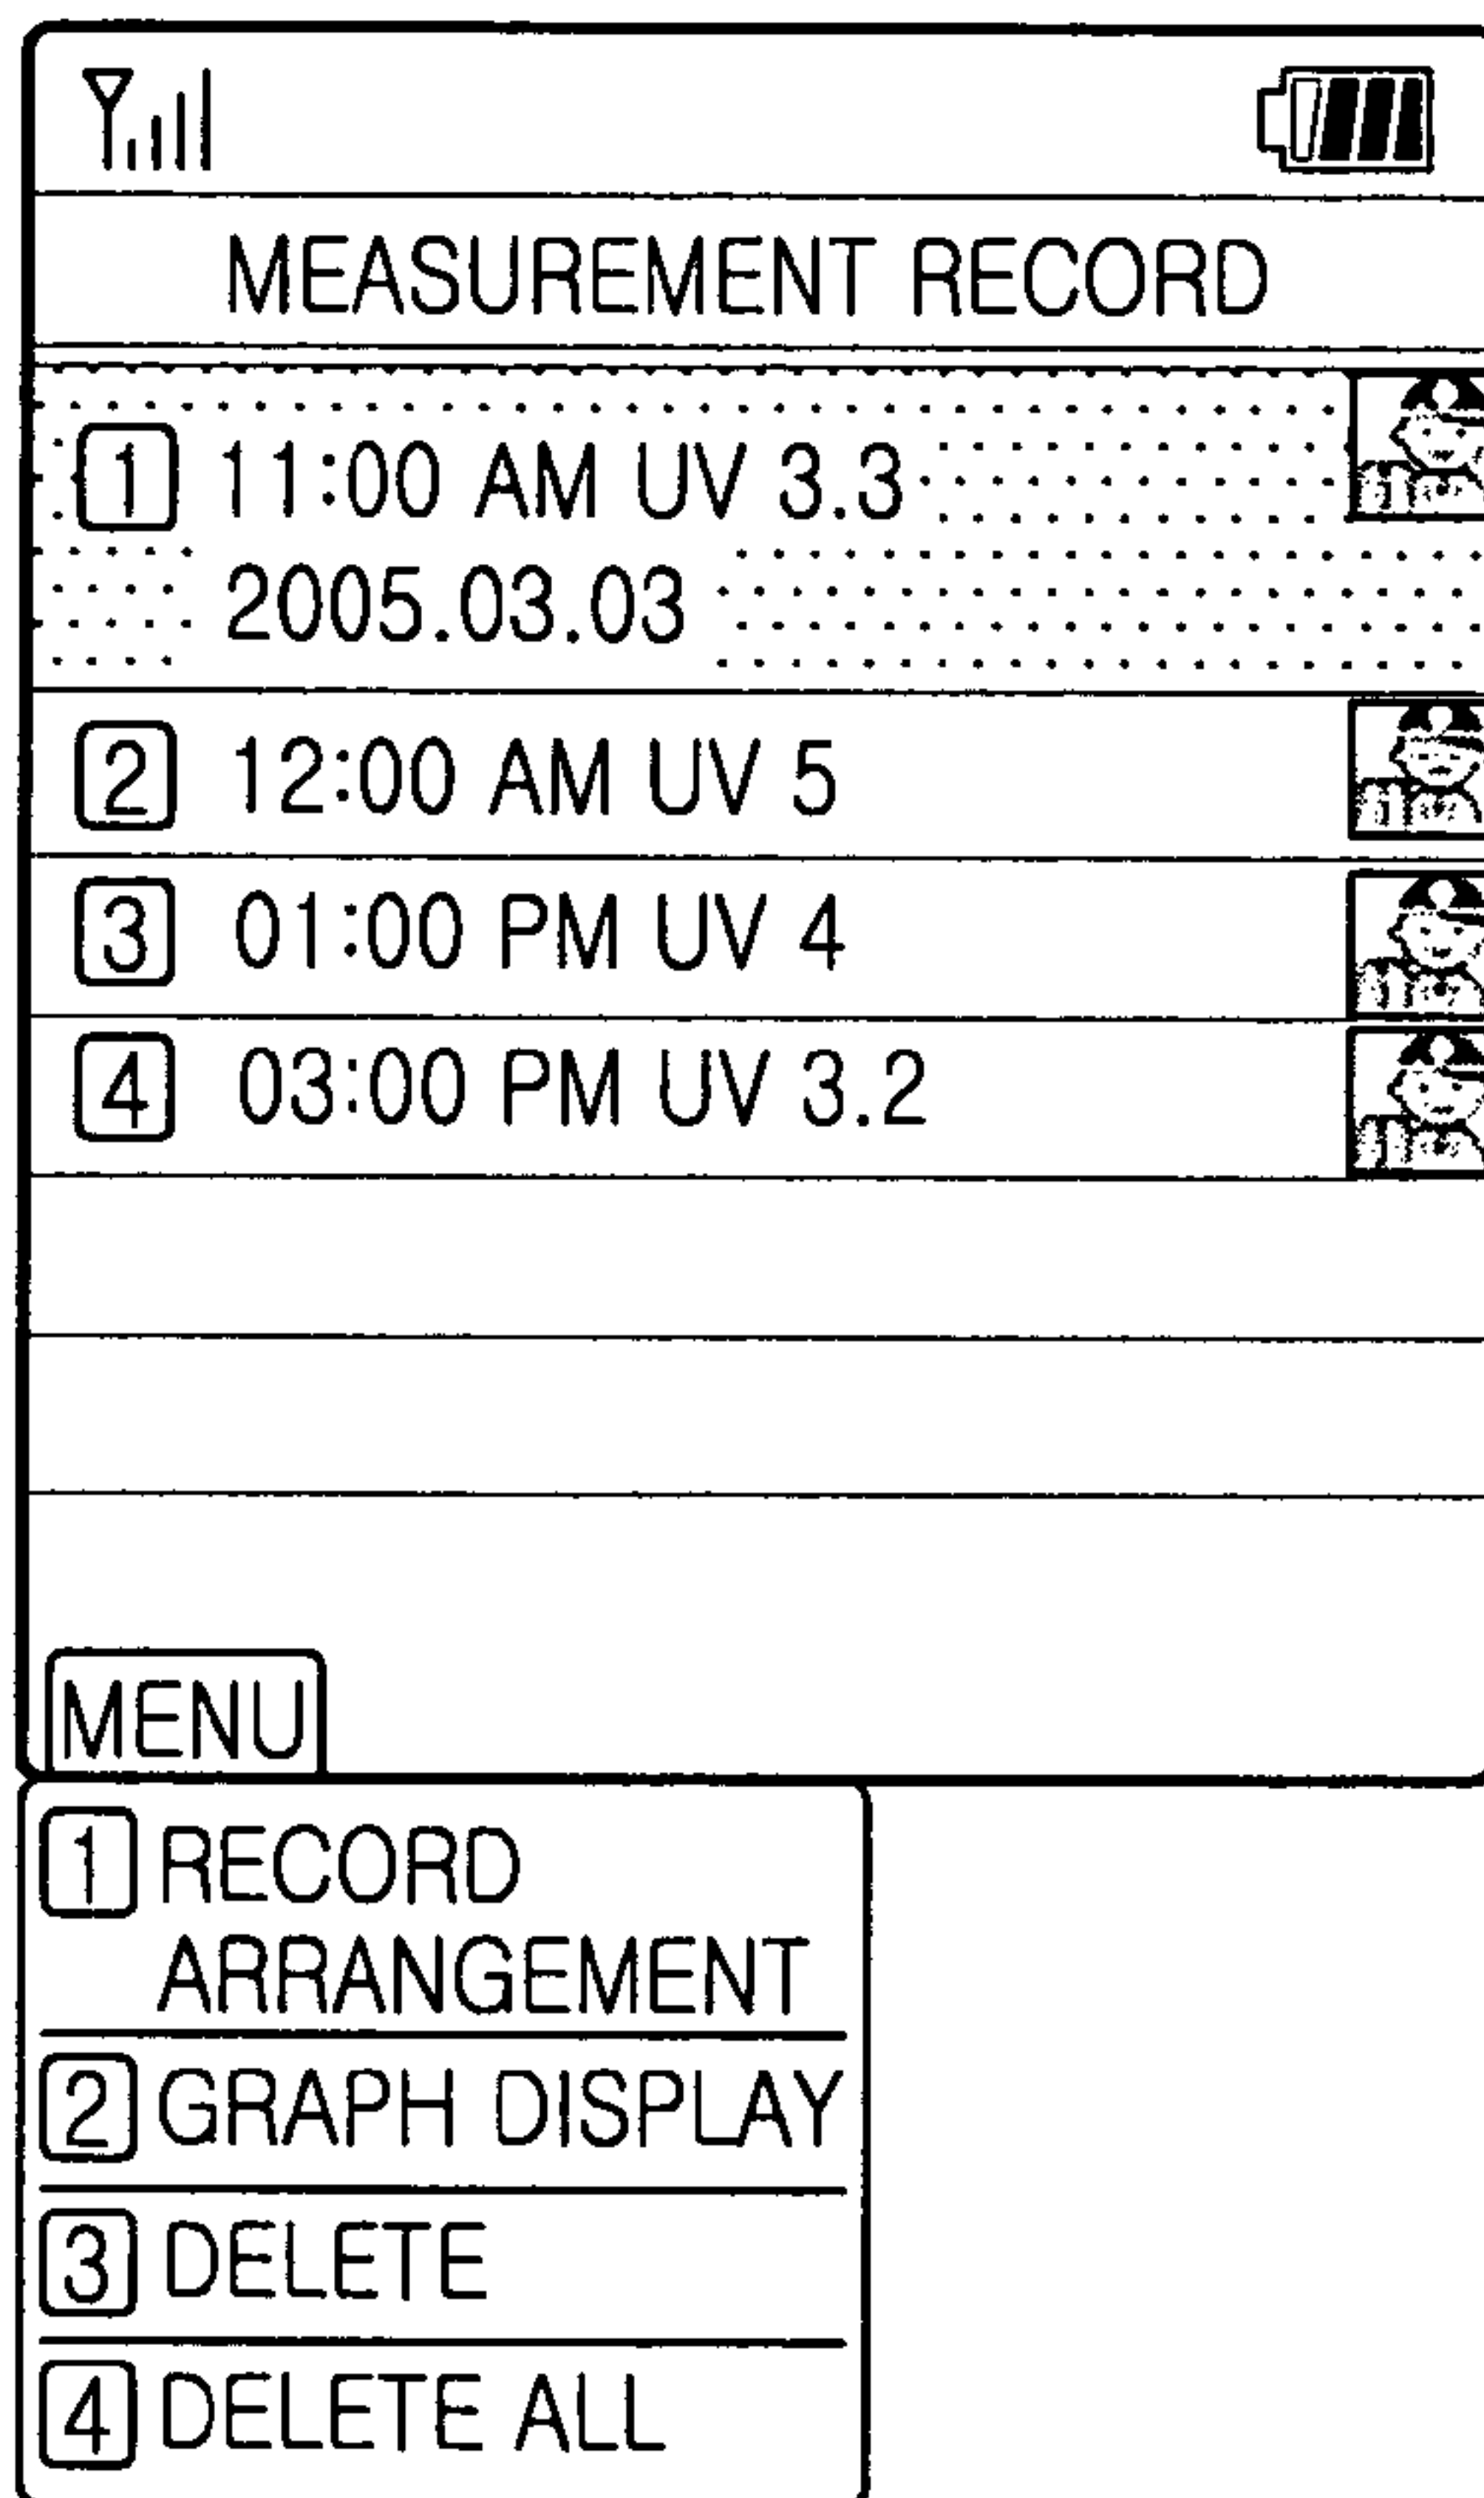 MEASUREMENT RECORD
1 11:00 AM UV 3.3
2005.03.03
2 12:00 AM UV 5
3 01:00 PM UV 4
4 03:00 PM UV 3.2
MENU
1 RECORD
ARRANGEMENT
2 GRAPH DISPLAY
3 DELETE
4 DELETE ALL